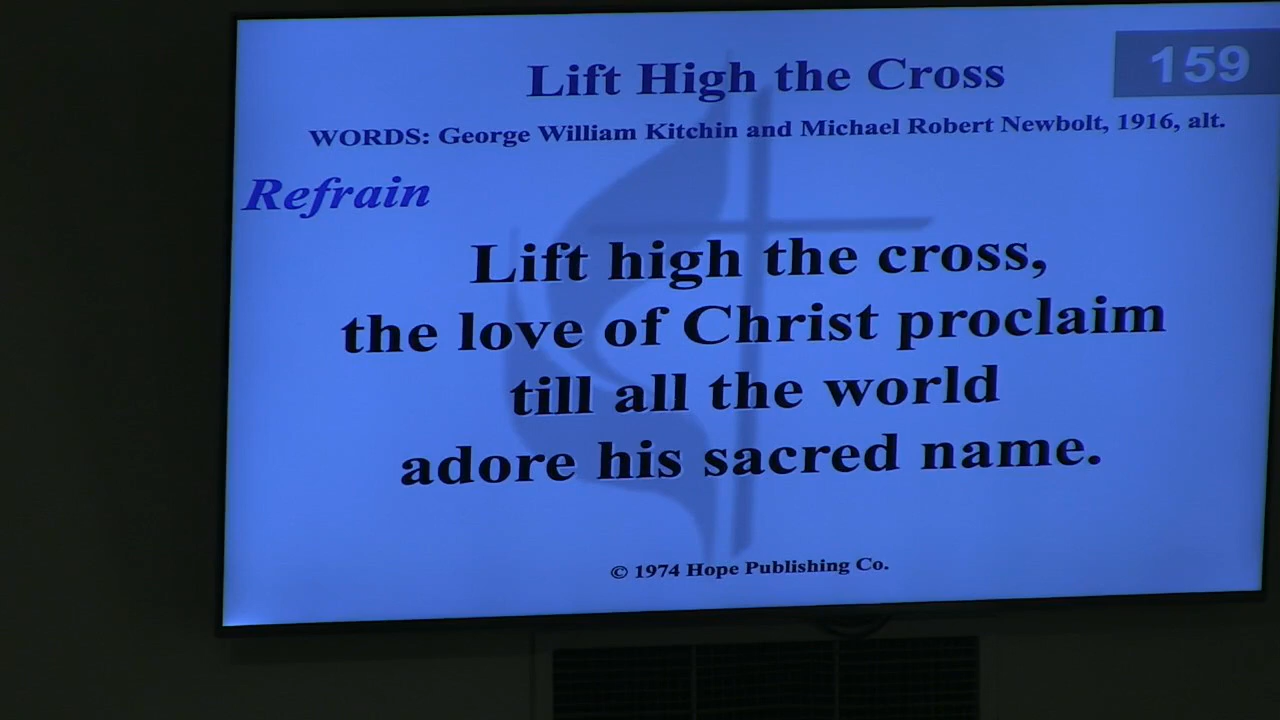 Lift High the Cross
159
WORDS: George William Kitchin and Michael Robert Newbolt, 1916, alt.
Refrain
Lift high the cross,
the love of Christ proclaim
till all the world
adore his sacred name.
© 1974 Hope Publishing Co.